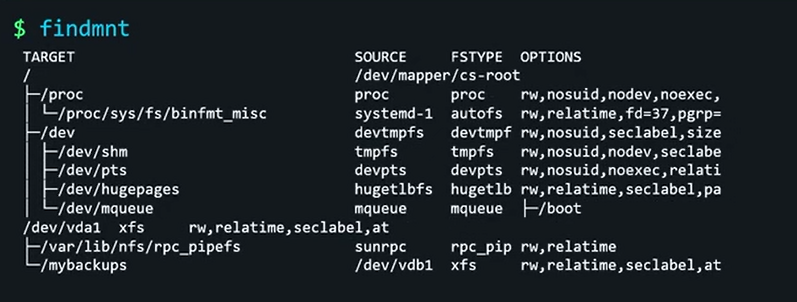 $ findmnt
TARGET SOURCE FSTYPE OPTIONS
/ /dev/mapper/cs-root
├─/proc proc proc rw,nosuid,nodev,noexec,
│ └─/proc/sys/fs/binfmt_misc systemd-1 autofs rw,relatime,fd=37,pgrp=
├─/dev devtmpfs devtmpf rw,nosuid,seclabel,size
│ ├─/dev/shm tmpfs tmpfs rw,nosuid,nodev,seclabe
│ ├─/dev/pts devpts devpts rw,nosuid,noexec,relati
│ ├─/dev/hugepages hugetlbfs hugetlb rw,relatime,seclabel,pa
│ └─/dev/mqueue mqueue mqueue ├─/boot
/dev/vda1 xfs rw,relatime,seclabel,at
├─/var/lib/nfs/rpc_pipefs sunrpc rpc_pip rw,relatime
└─/mybackups /dev/vdb1 xfs rw,relatime,seclabel,at